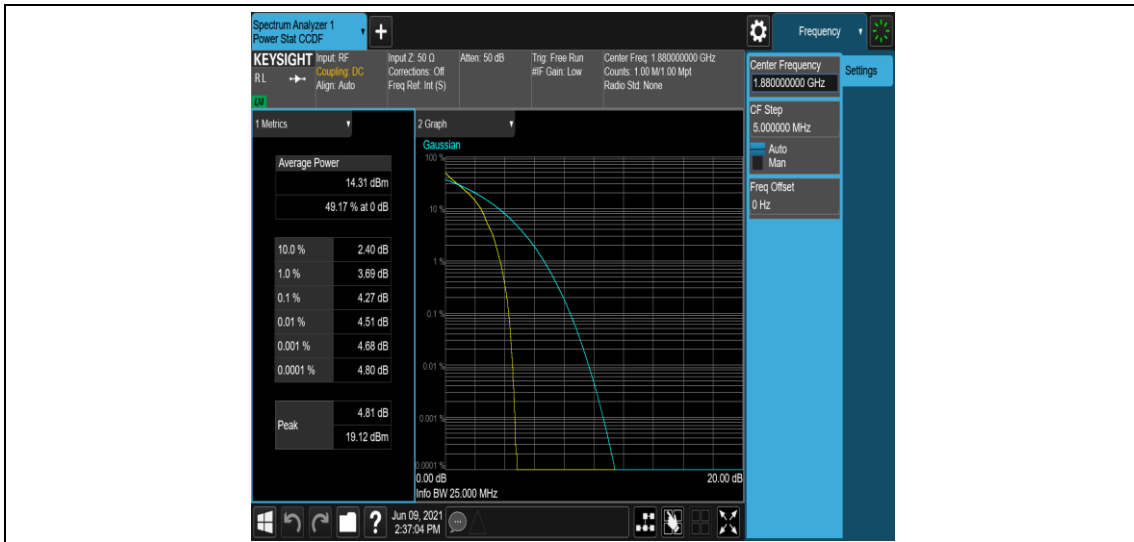 Spectrum Analyzer 1
Power Stat CCDF
+
Frequency
KEYSIGHT
RL
LXI
Input: RF
Coupling: DC
Align: Auto
Input Z: 50 Ω
Corrections: Off
Freq Ref: Int (S)
Atten: 50 dB
Trig: Free Run
#IF Gain: Low
Center Freq: 1.880000000 GHz
Counts: 1.00 M/1.00 Mpt
Radio Std: None
Center Frequency
1.880000000 GHz
Settings
CF Step
5.000000 MHz
Auto
Man
Freq Offset
0 Hz
1 Metrics
Average Power
14.31 dBm
49.17 % at 0 dB
10.0 % 2.40 dB
1.0 % 3.69 dB
0.1 % 4.27 dB
0.01 % 4.51 dB
0.001 % 4.68 dB
0.0001 % 4.80 dB
Peak
4.81 dB
19.12 dBm
2 Graph
Gaussian
100 %
10 %
1 %
0.1 %
0.01 %
0.001 %
0.0001 %
0.00 dB 20.00 dB
Info BW 25.000 MHz
?
Jun 09, 2021
2:37:04 PM